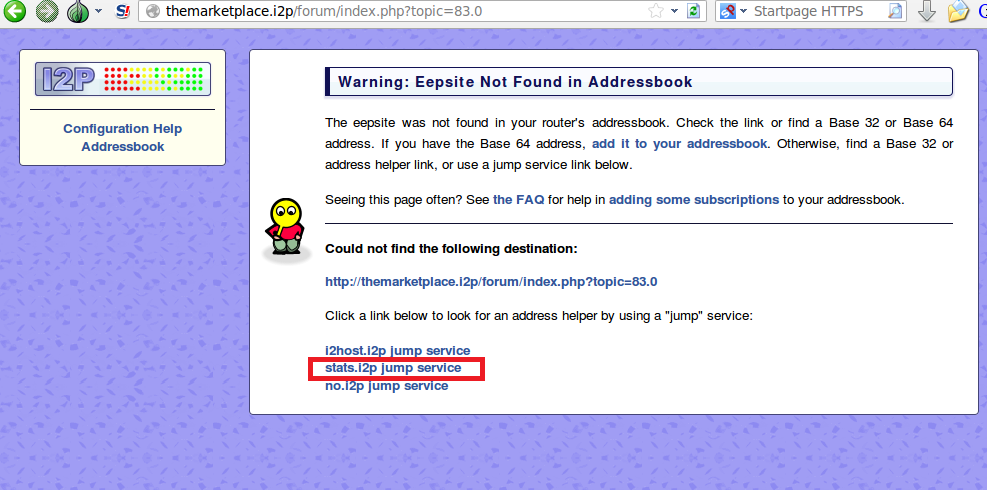 themarketplace.i2p/forum/index.php?topic=83.0
Startpage HTTPS
I2P
Configuration Help
Addressbook
Warning: Eepsite Not Found in Addressbook
The eepsite was not found in your router's addressbook. Check the link or find a Base 32 or Base 64
address. If you have the Base 64 address, add it to your addressbook. Otherwise, find a Base 32 or
address helper link, or use a jump service link below.
Seeing this page often? See the FAQ for help in adding some subscriptions to your addressbook.
Could not find the following destination:
http://themarketplace.i2p/forum/index.php?topic=83.0
Click a link below to look for an address helper by using a "jump" service:
i2host.i2p jump service
stats.i2p jump service
no.i2p jump service